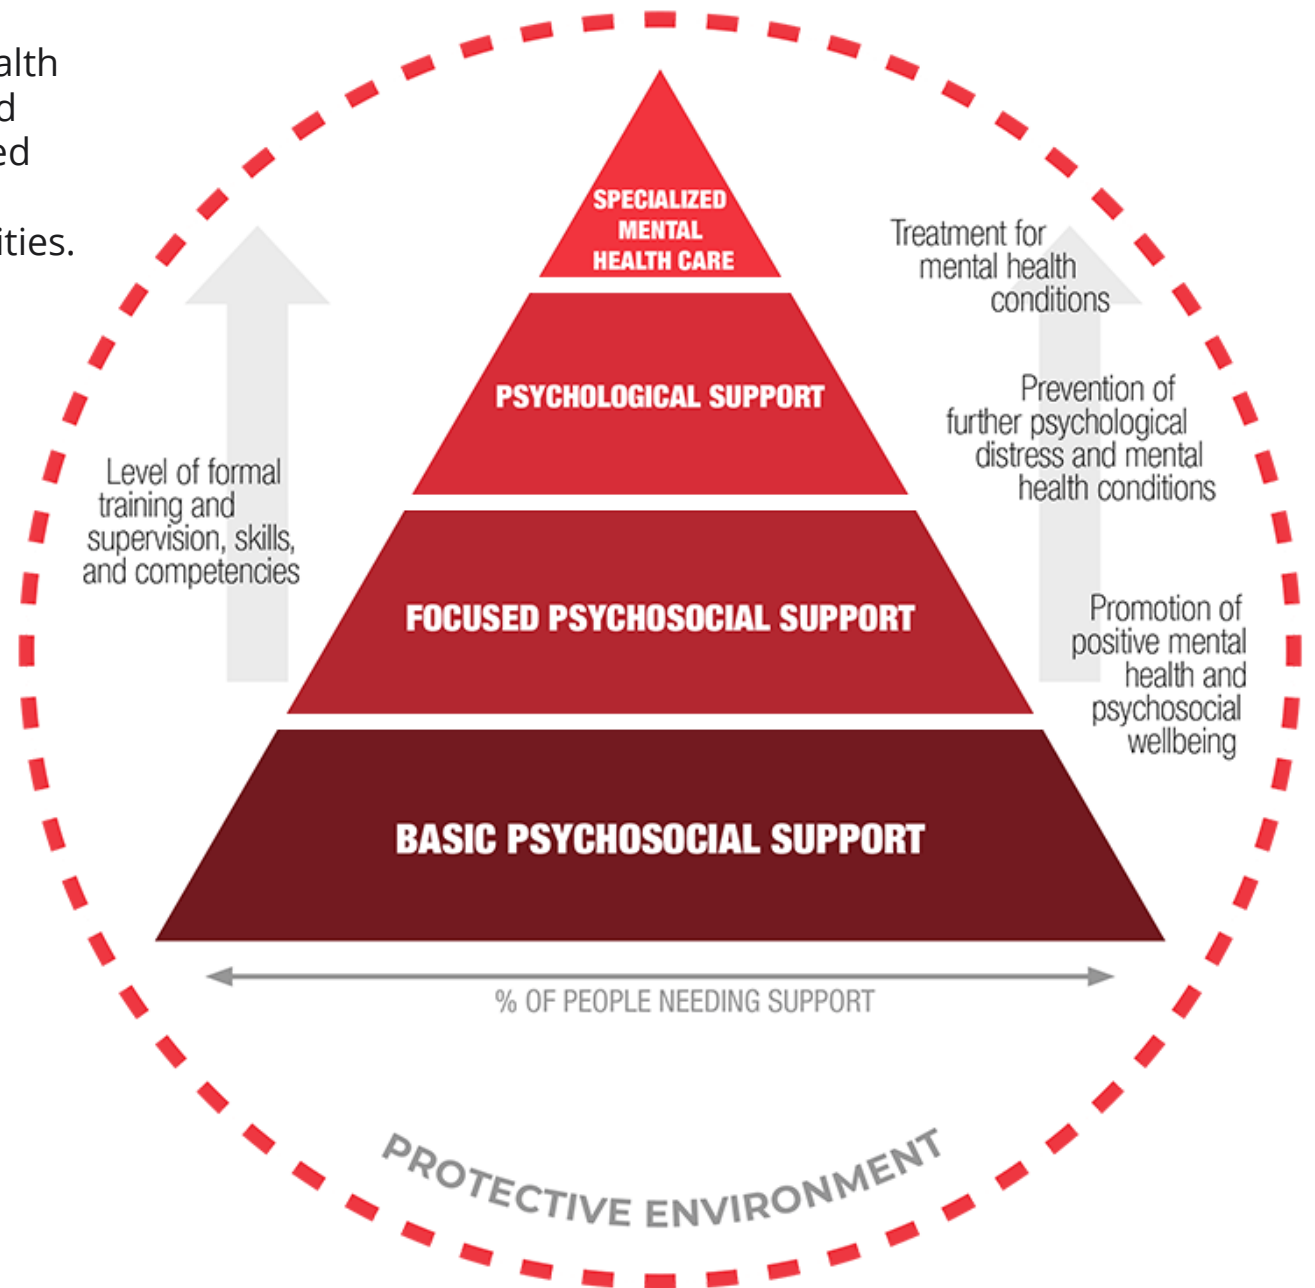 alth
d
ed
ities.
SPECIALIZED
MENTAL
HEALTH CARE
PSYCHOLOGICAL SUPPORT
FOCUSED PSYCHOSOCIAL SUPPORT
BASIC PSYCHOSOCIAL SUPPORT
Level of formal
training and
supervision, skills,
and competencies
Treatment for
mental health
conditions
Prevention of
further psychological
distress and mental
health conditions
Promotion of
positive mental
health and
psychosocial
wellbeing
% OF PEOPLE NEEDING SUPPORT
PROTECTIVE ENVIRONMENT